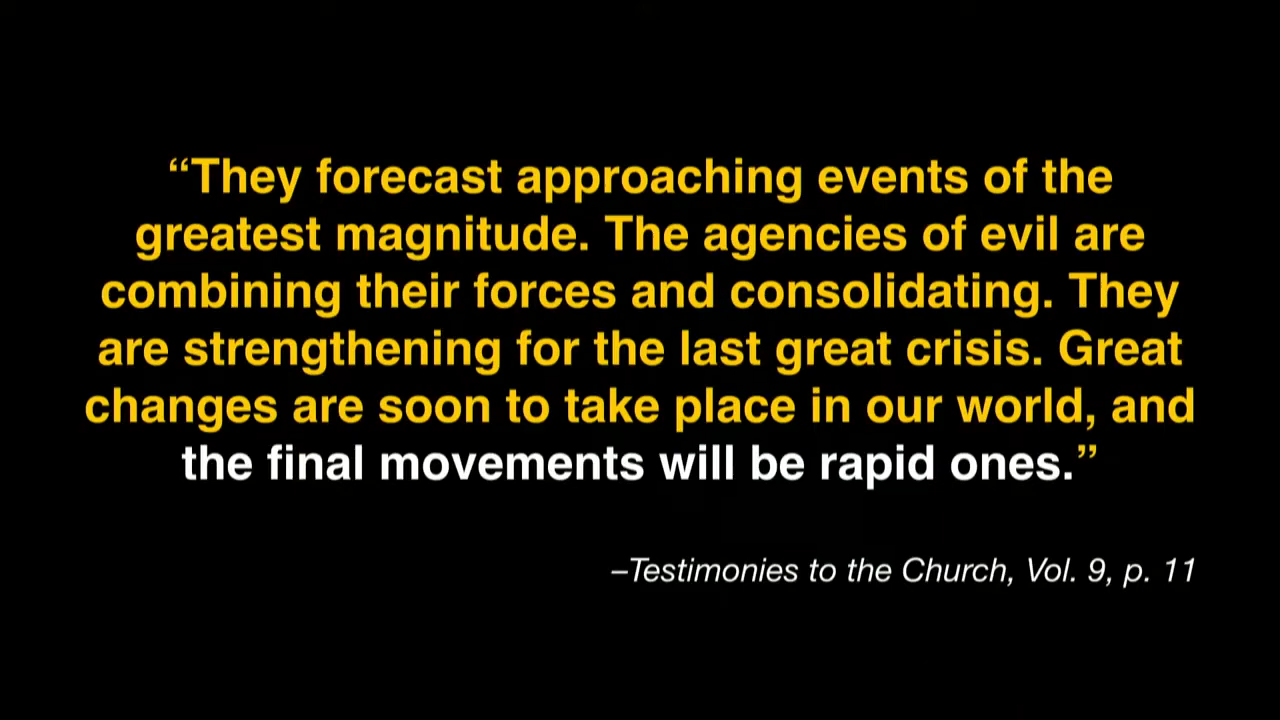 “They forecast approaching events of the
greatest magnitude. The agencies of evil are
combining their forces and consolidating. They
are strengthening for the last great crisis. Great
changes are soon to take place in our world, and
the final movements will be rapid ones.”
–Testimonies to the Church, Vol. 9, p. 11